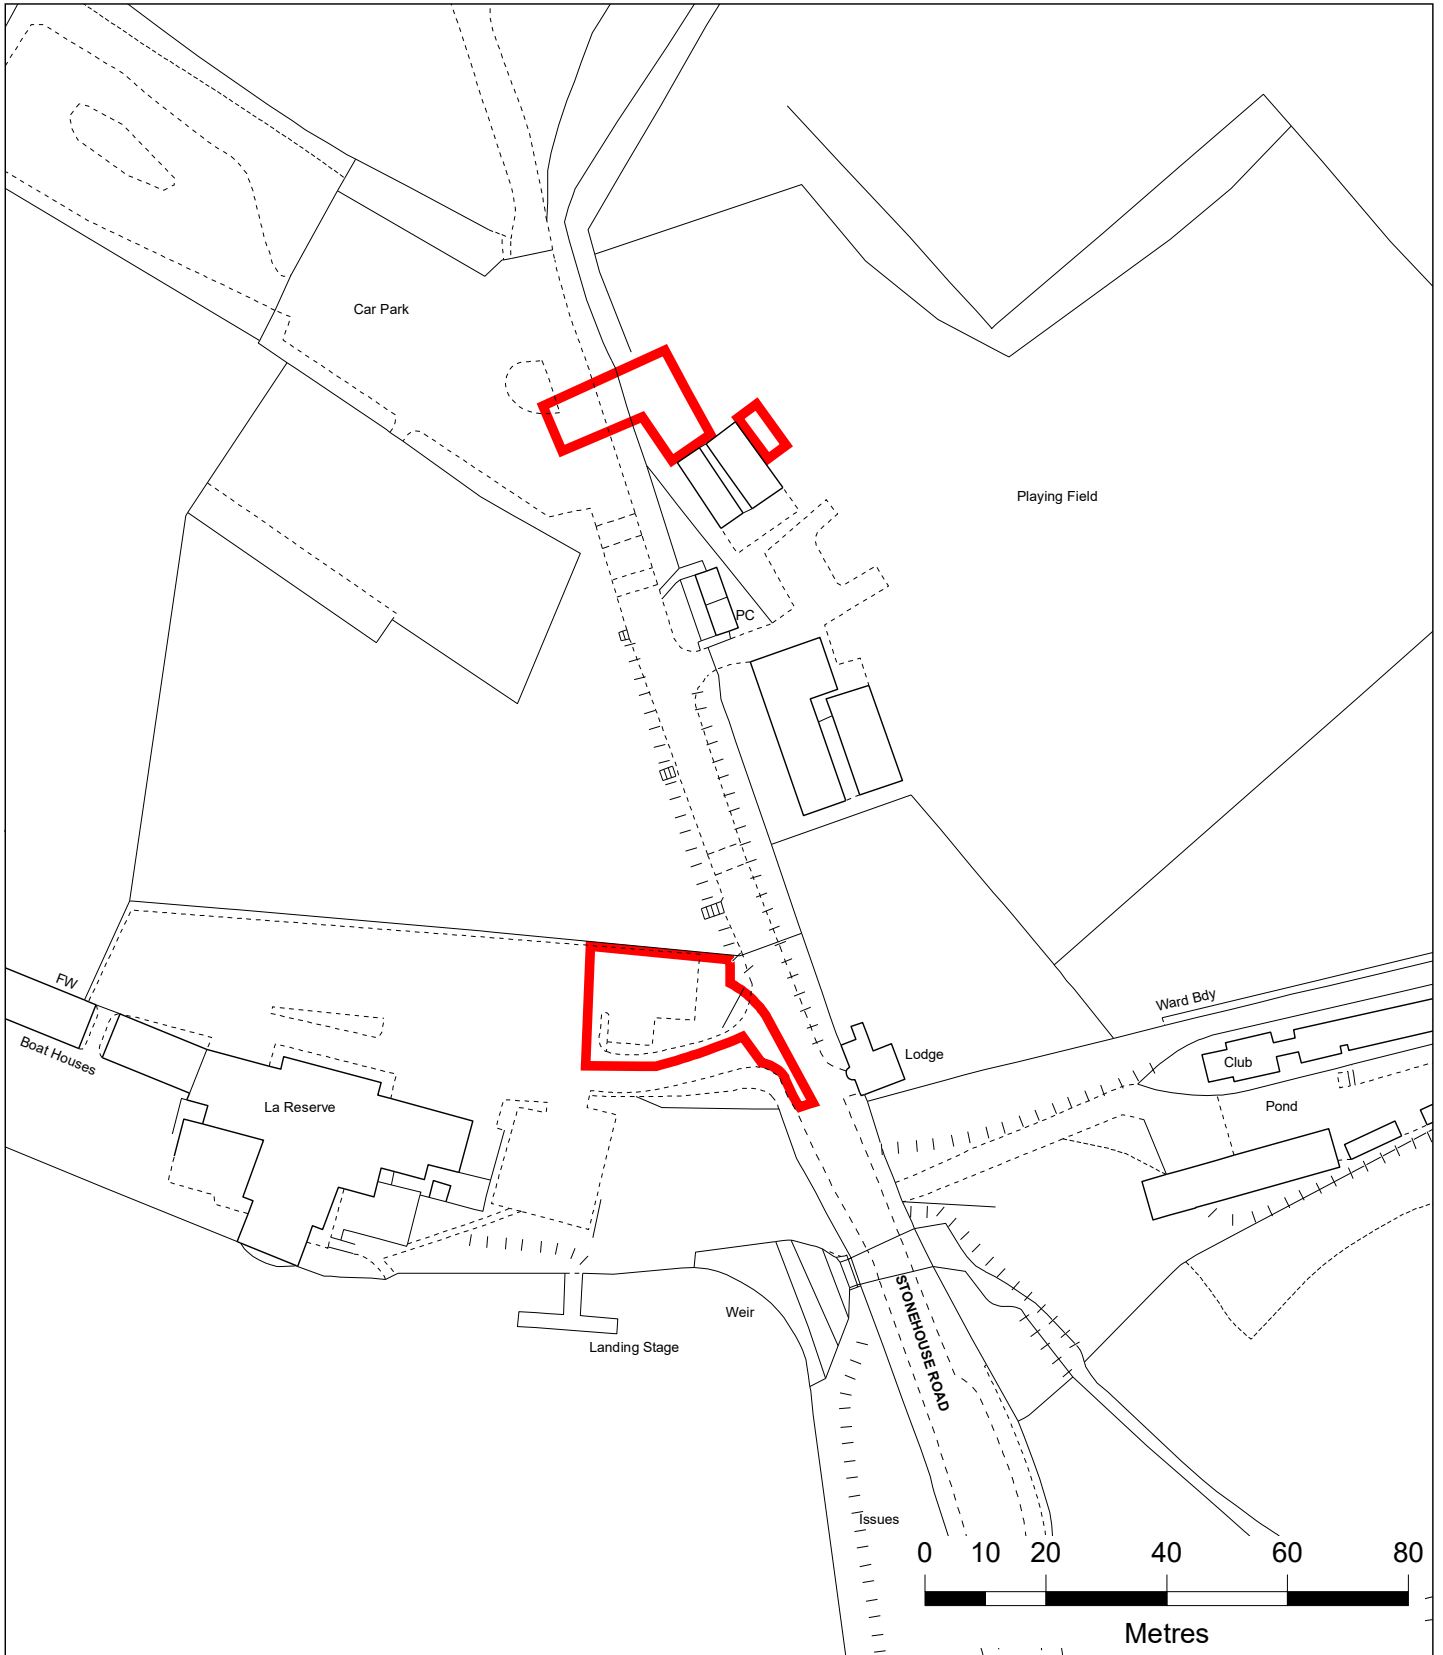 Car Park
Playing Field
PC
FW
Boat Houses
La Reserve
Ward Bdy
Lodge
Club
Pond
Weir
Landing Stage
STONEHOUSE ROAD
Issues
0 10 20 40 60 80
Metres